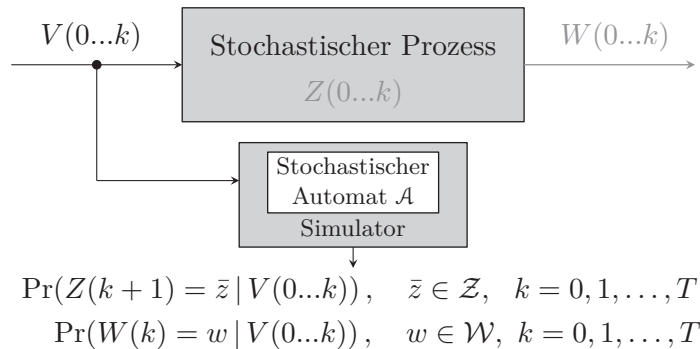 V(0...k)
Stochastischer Prozess
Z(0...k)
W(0...k)
Stochastischer
Automat 𝒜
Simulator
Pr(Z(k + 1) = z̄ | V(0...k)) ,    z̄ ∈ 𝒵,   k = 0, 1, . . . , T
Pr(W(k) = w | V(0...k)) ,    w ∈ 𝒲,  k = 0, 1, . . . , T